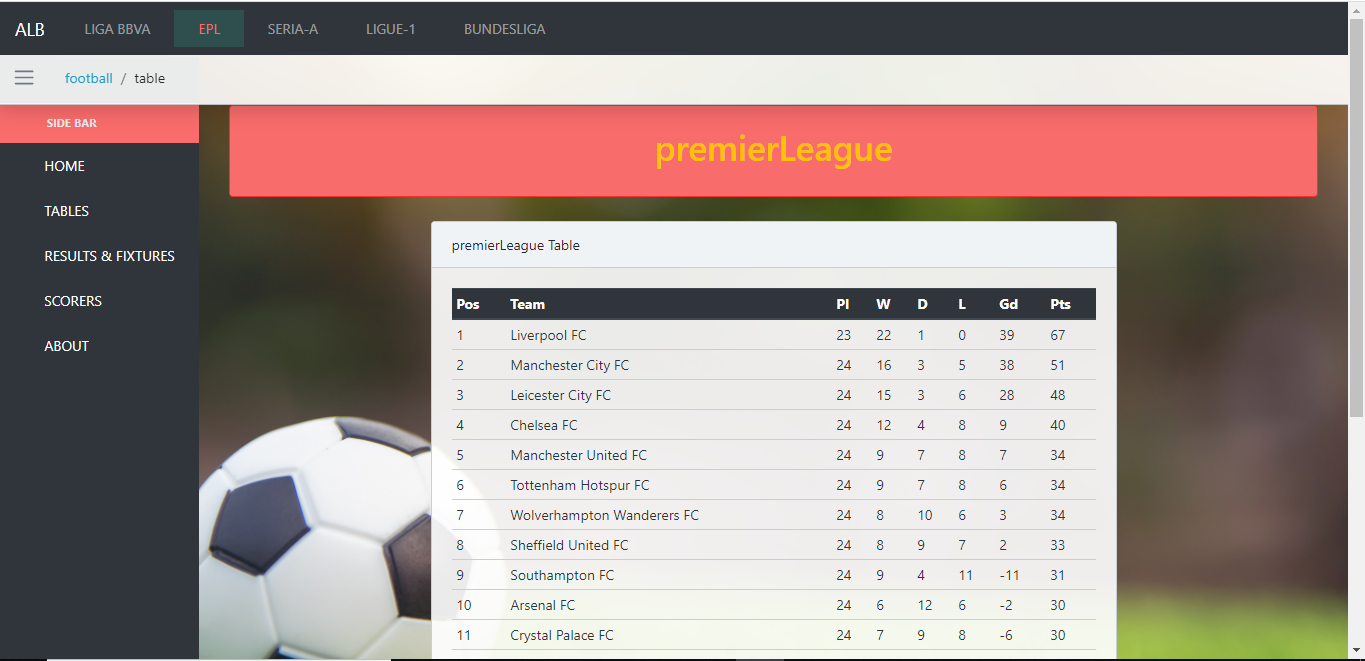 ALB LIGA BBVA EPL SERIA-A LIGUE-1 BUNDESLIGA
football / table
SIDE BAR
HOME
TABLES
RESULTS & FIXTURES
SCORERS
ABOUT
premierLeague
premierLeague Table
Pos Team Pl W D L Gd Pts
1 Liverpool FC 23 22 1 0 39 67
2 Manchester City FC 24 16 3 5 38 51
3 Leicester City FC 24 15 3 6 28 48
4 Chelsea FC 24 12 4 8 9 40
5 Manchester United FC 24 9 7 8 7 34
6 Tottenham Hotspur FC 24 9 7 8 6 34
7 Wolverhampton Wanderers FC 24 8 10 6 3 34
8 Sheffield United FC 24 8 9 7 2 33
9 Southampton FC 24 9 4 11 -11 31
10 Arsenal FC 24 6 12 6 -2 30
11 Crystal Palace FC 24 7 9 8 -6 30